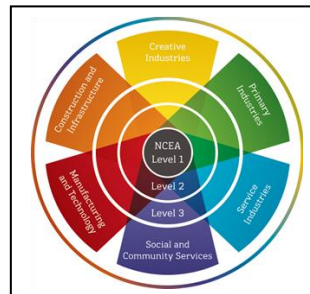 Creative
Industries
Primary
Industries
Service
Industries
Social and
Community Services
Manufacturing
and Technology
Construction and
Infrastructure
NCEA
Level 1
Level 2
Level 3